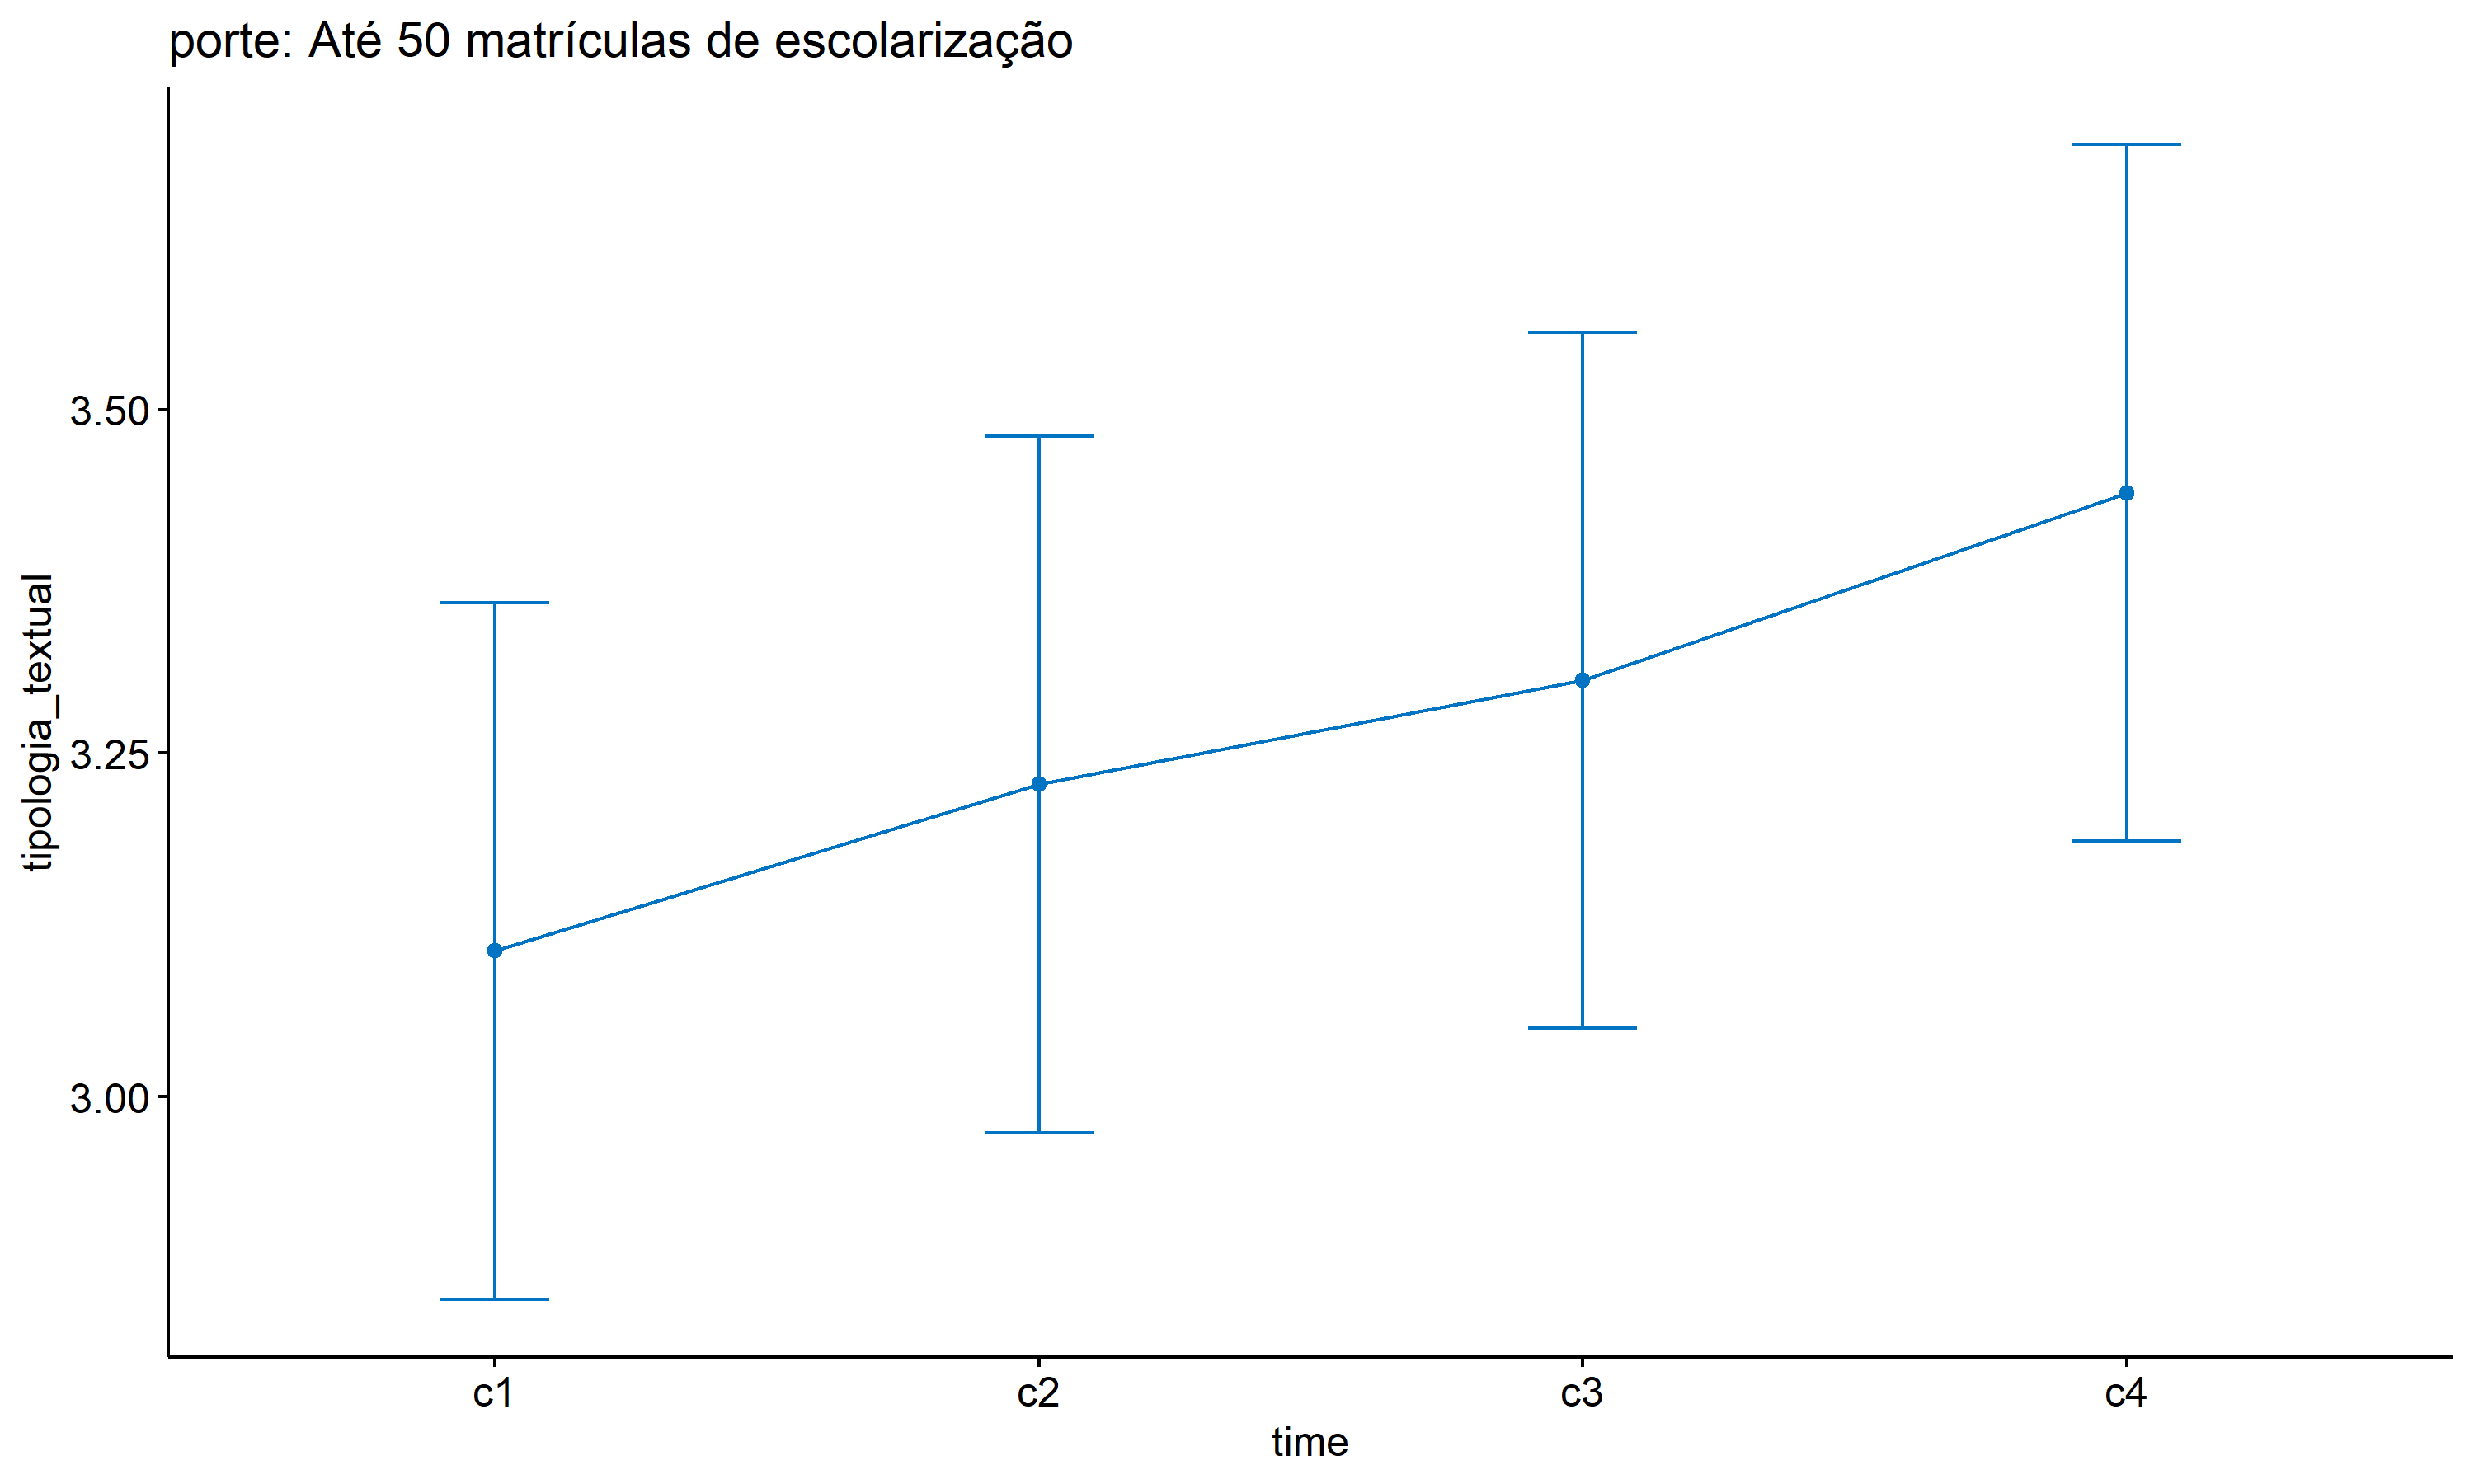 porte: Até 50 matrículas de escolarização
tipologia_textual
3.50
3.25
3.00
c1 c2 c3 c4
time